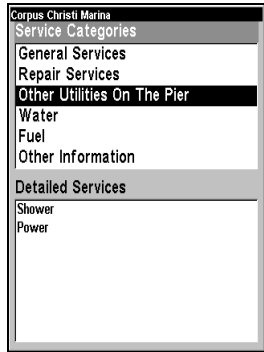 Corpus Christi Marina
Service Categories
General Services
Repair Services
Other Utilities On The Pier
Water
Fuel
Other Information
Detailed Services
Shower
Power